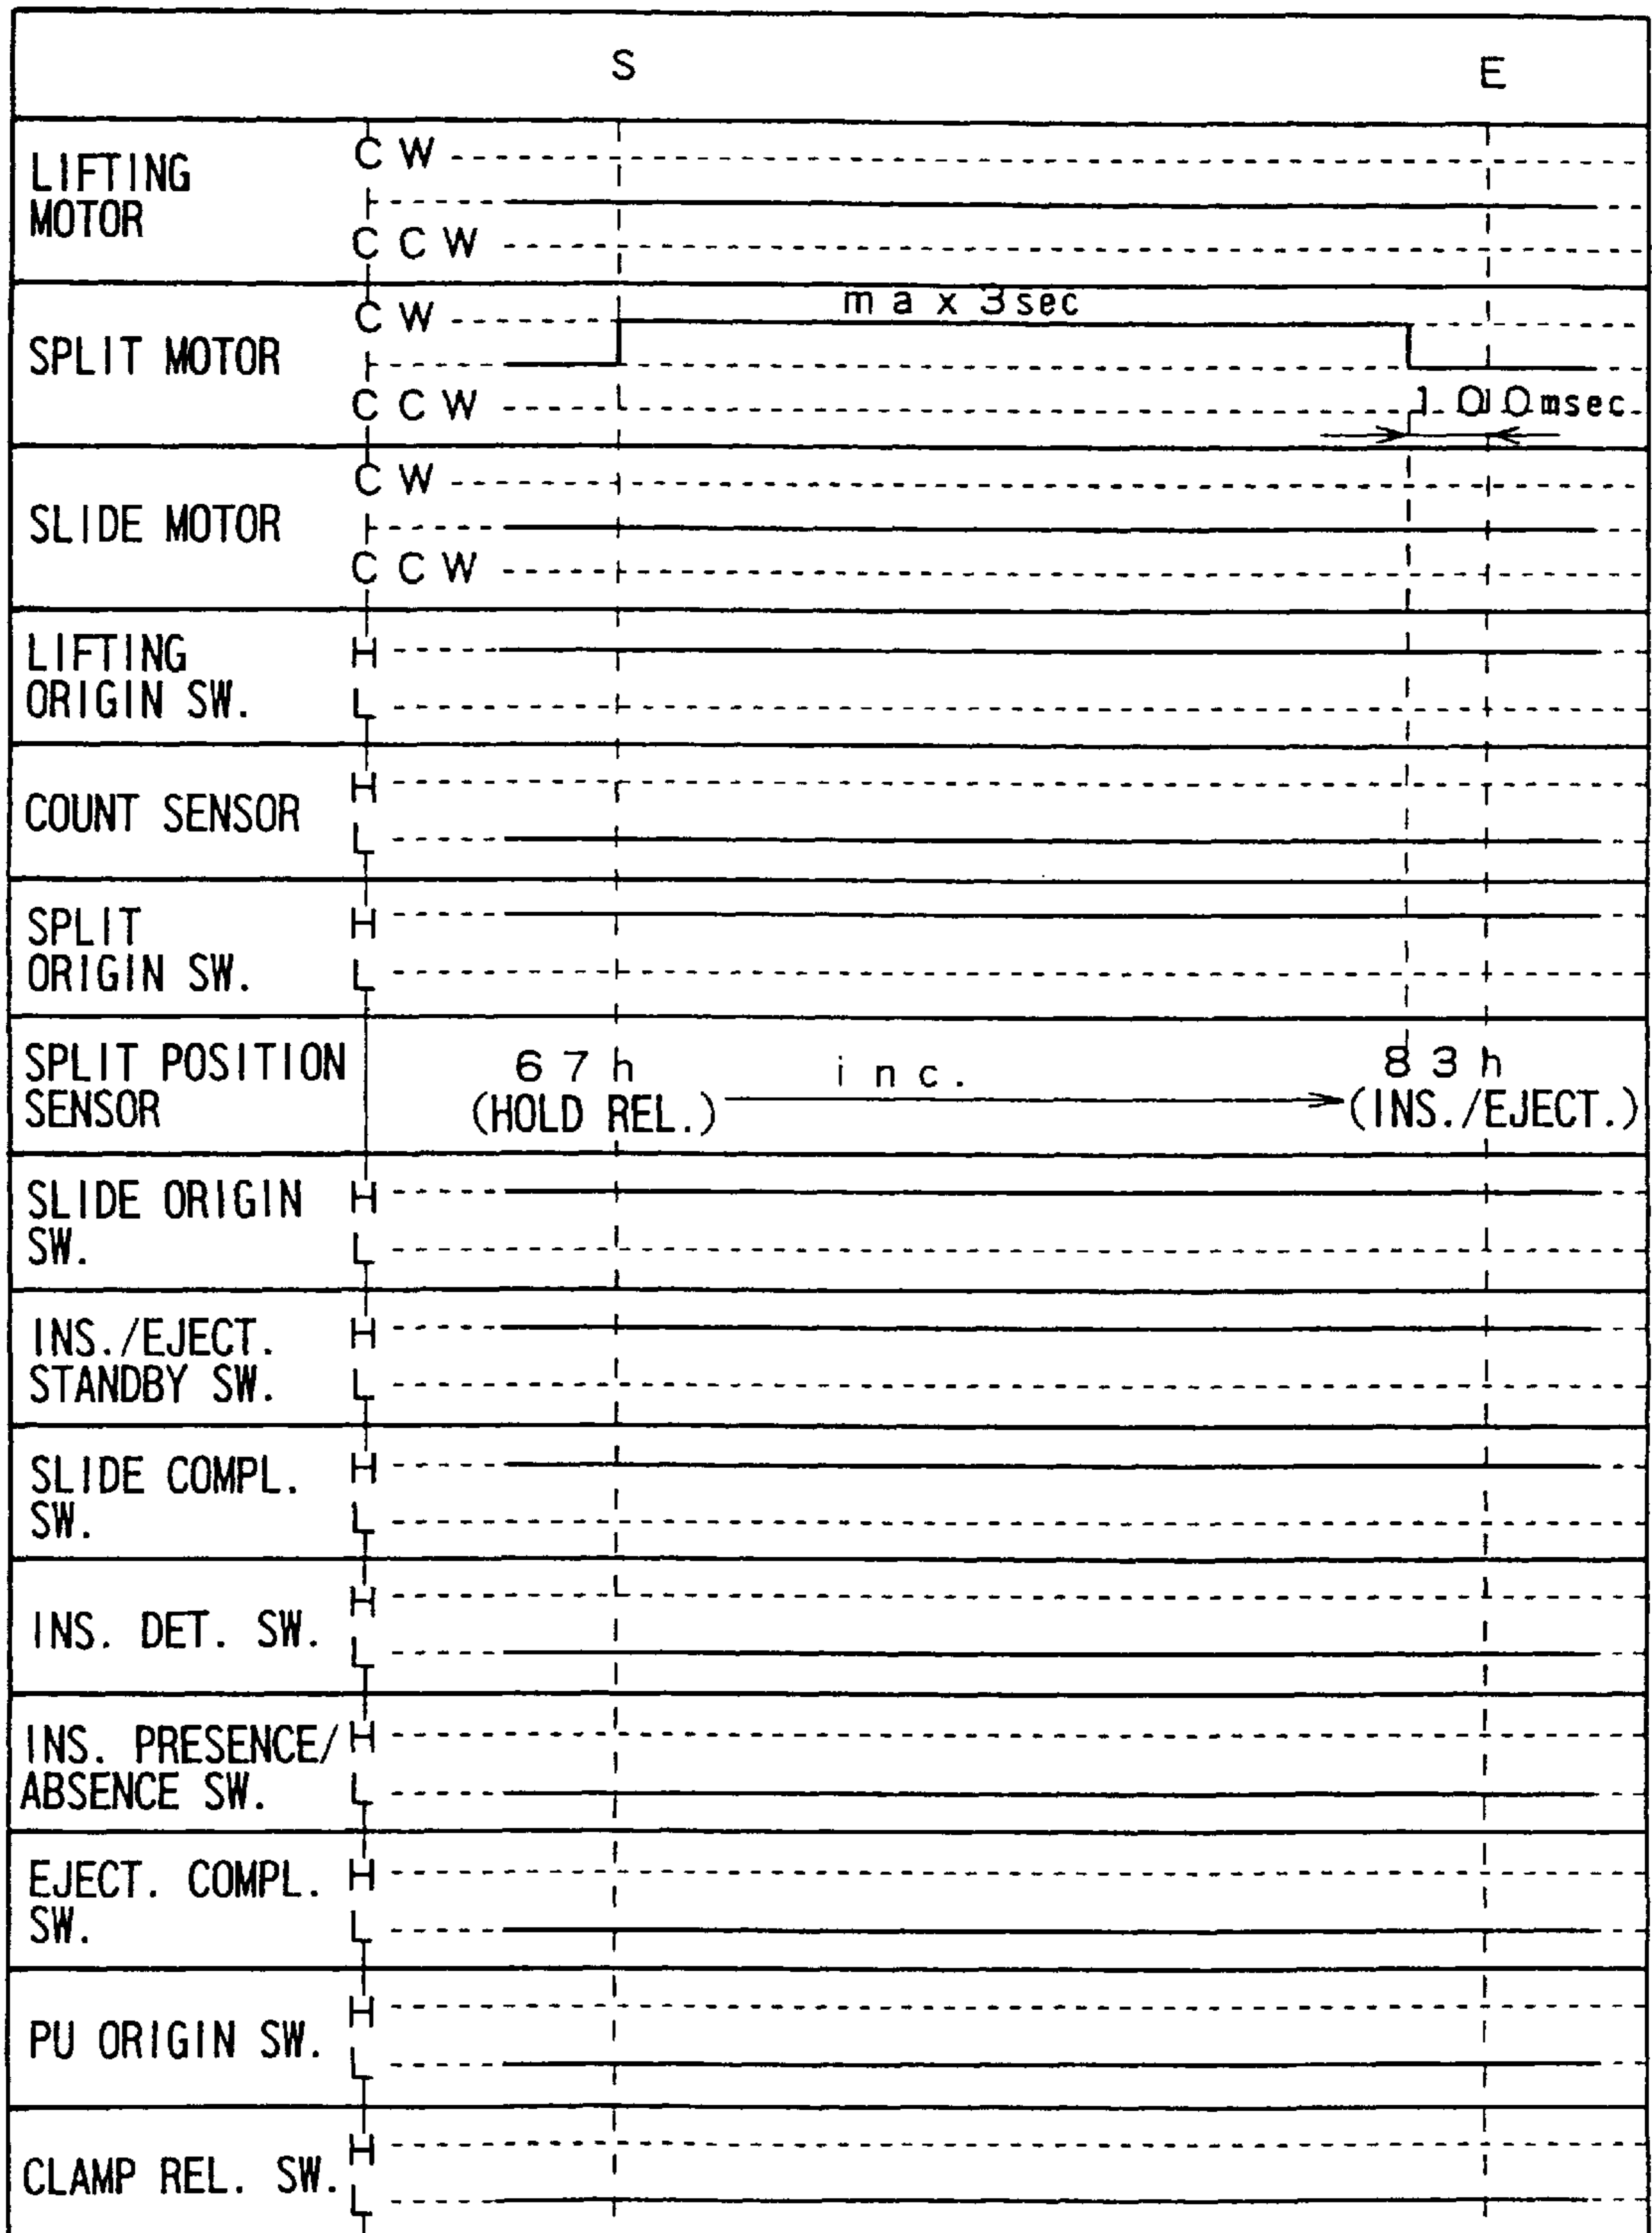 S E
LIFTING
MOTOR
CW
CCW
SPLIT MOTOR
CW
max 3sec
CCW
100msec
SLIDE MOTOR
CW
CCW
LIFTING
ORIGIN SW.
H
L
COUNT SENSOR
H
L
SPLIT
ORIGIN SW.
H
L
SPLIT POSITION
SENSOR
67h
(HOLD REL.)
inc.
83h
(INS./EJECT.)
SLIDE ORIGIN
SW.
H
L
INS./EJECT.
STANDBY SW.
H
L
SLIDE COMPL.
SW.
H
L
INS. DET. SW.
H
L
INS. PRESENCE/
ABSENCE SW.
H
L
EJECT. COMPL.
SW.
H
L
PU ORIGIN SW.
H
L
CLAMP REL. SW.
H
L